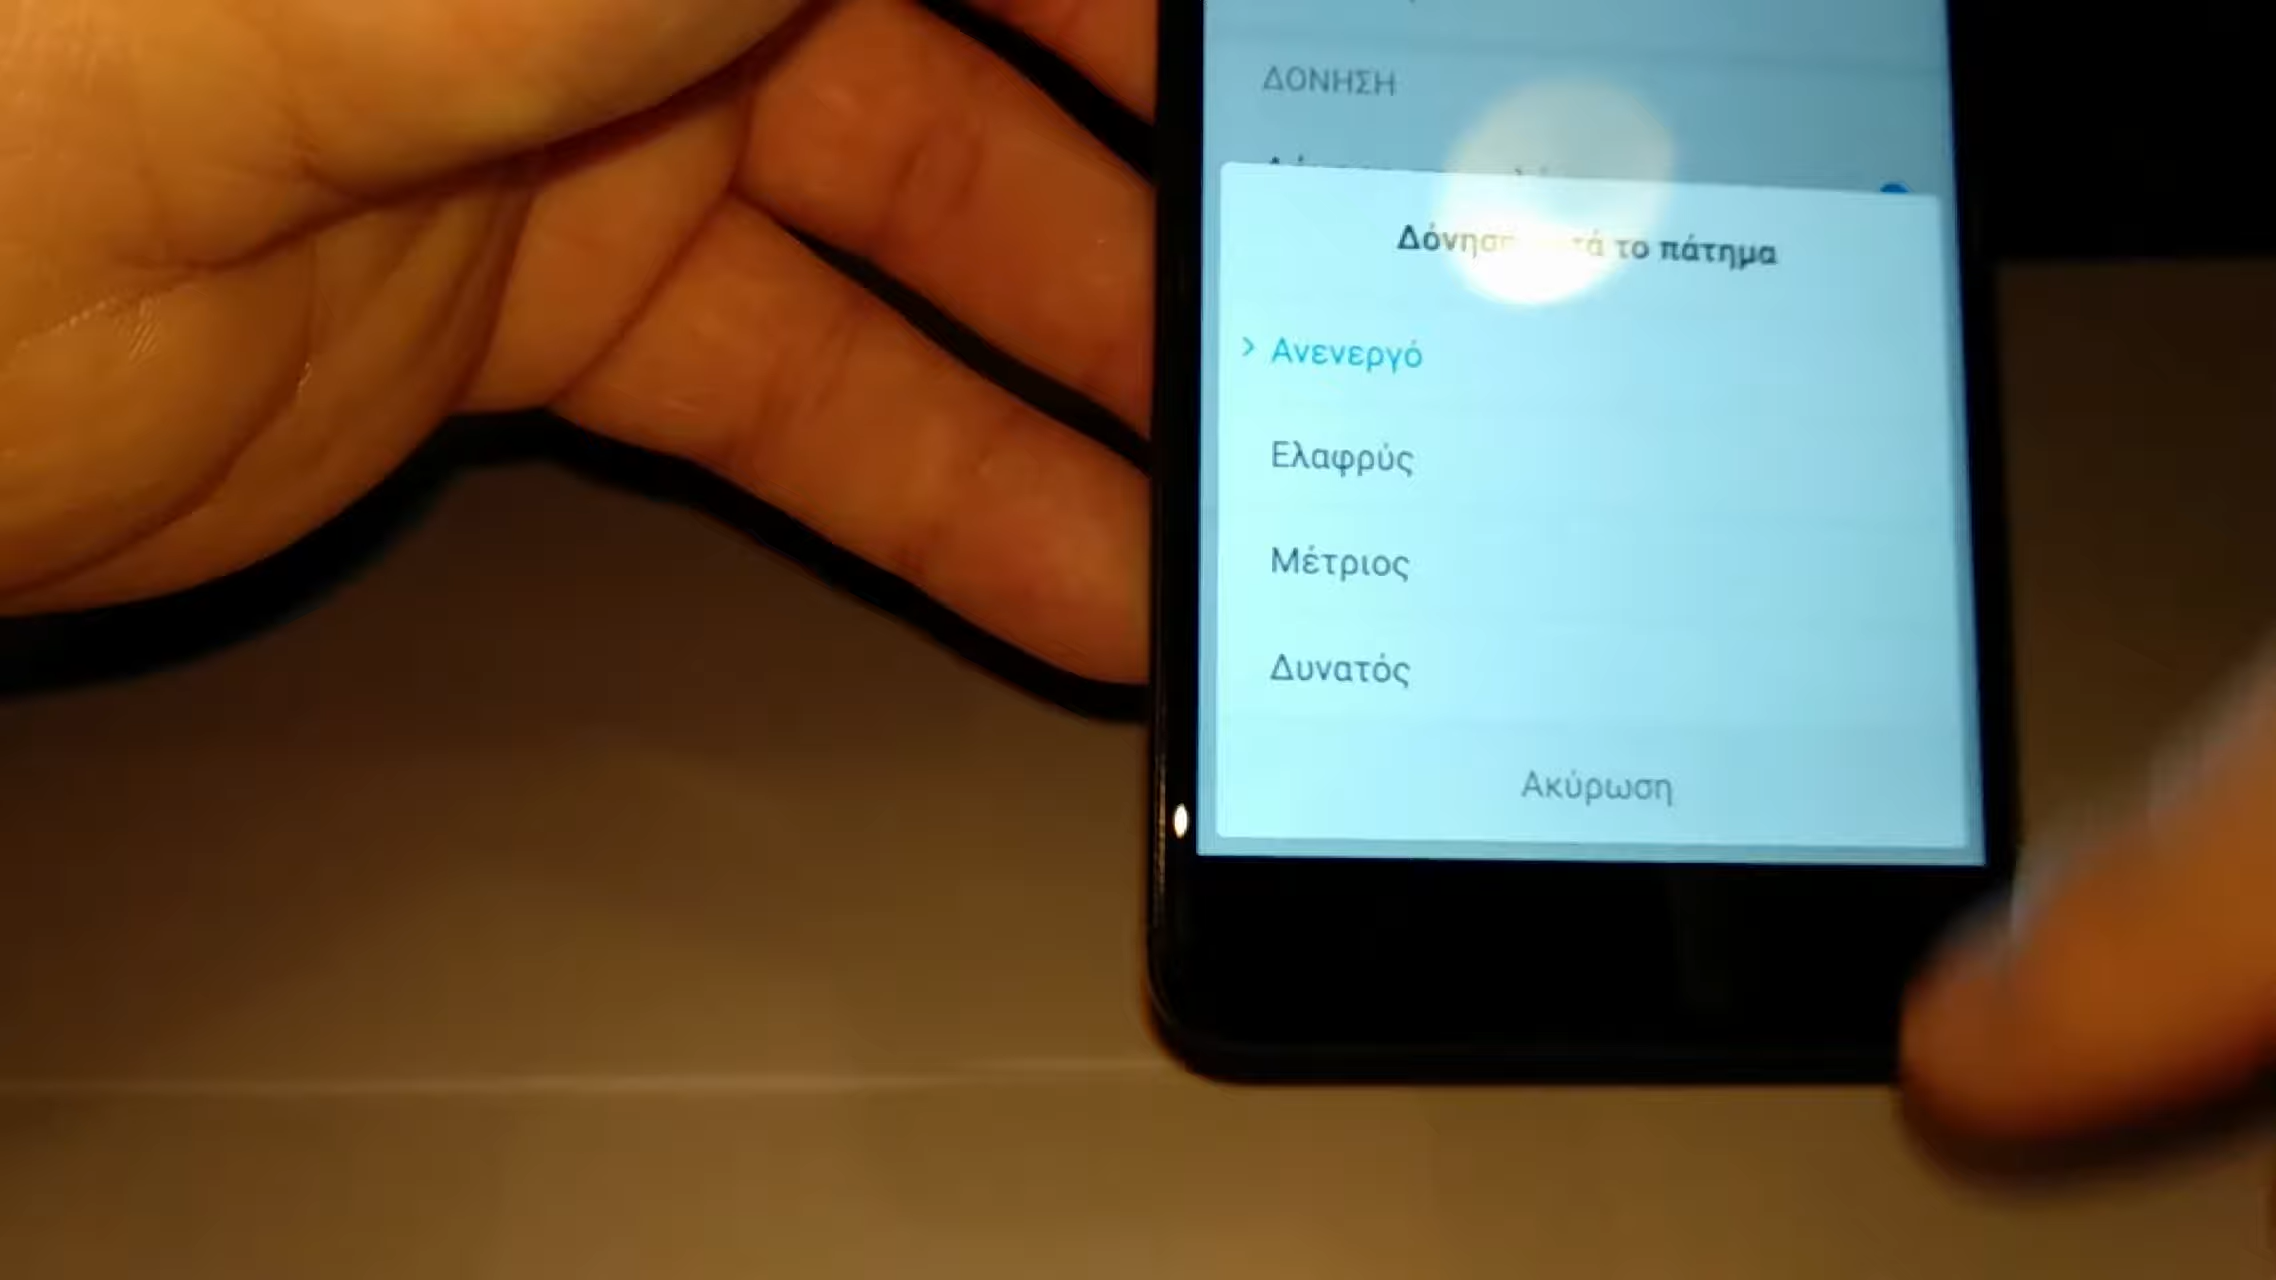 ΔΟΝΗΣΗ
το πάτημα
Ανενεργό
Ελαφρύς
Μέτριος
Δυνατός
Ακύρωση